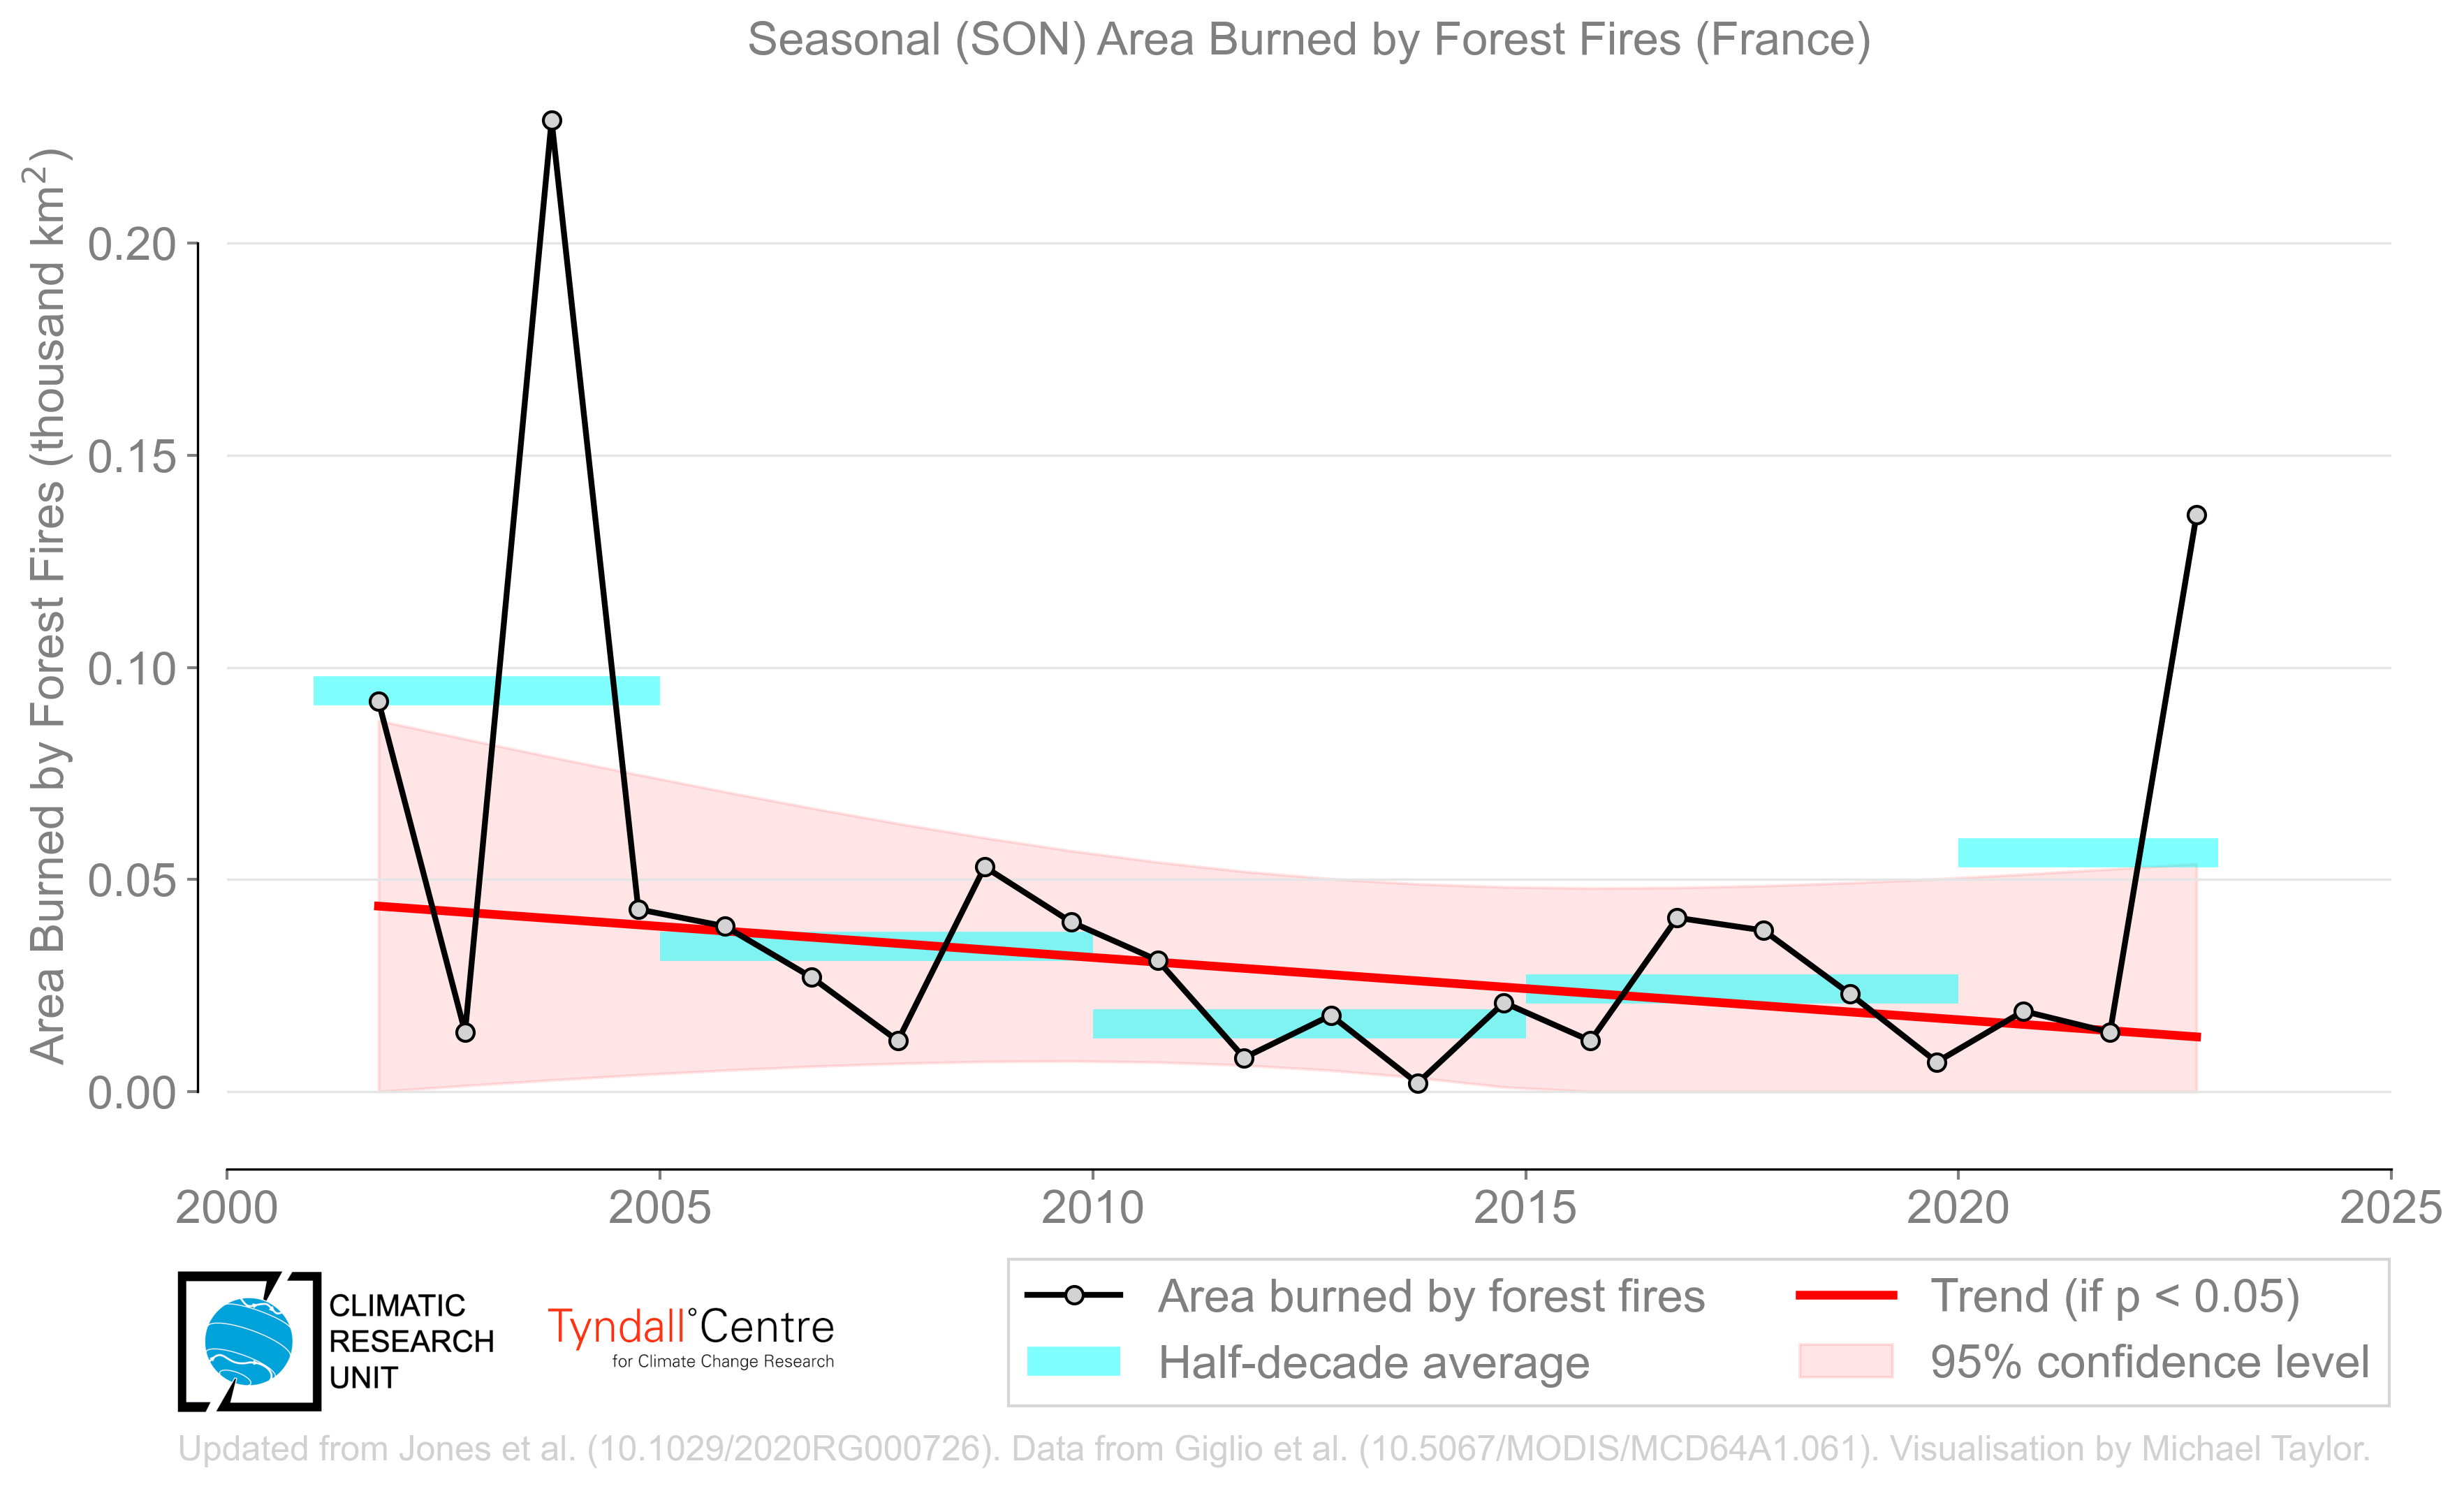 Seasonal (SON) Area Burned by Forest Fires (France)
Area Burned by Forest Fires (thousand km²)
0.20
0.15
0.10
0.05
0.00
2000 2005 2010 2015 2020 2025
CLIMATIC
RESEARCH
UNIT
Tyndall°Centre
for Climate Change Research
Area burned by forest fires
Half-decade average
Trend (if p < 0.05)
95% confidence level
Updated from Jones et al. (10.1029/2020RG000726). Data from Giglio et al. (10.5067/MODIS/MCD64A1.061). Visualisation by Michael Taylor.